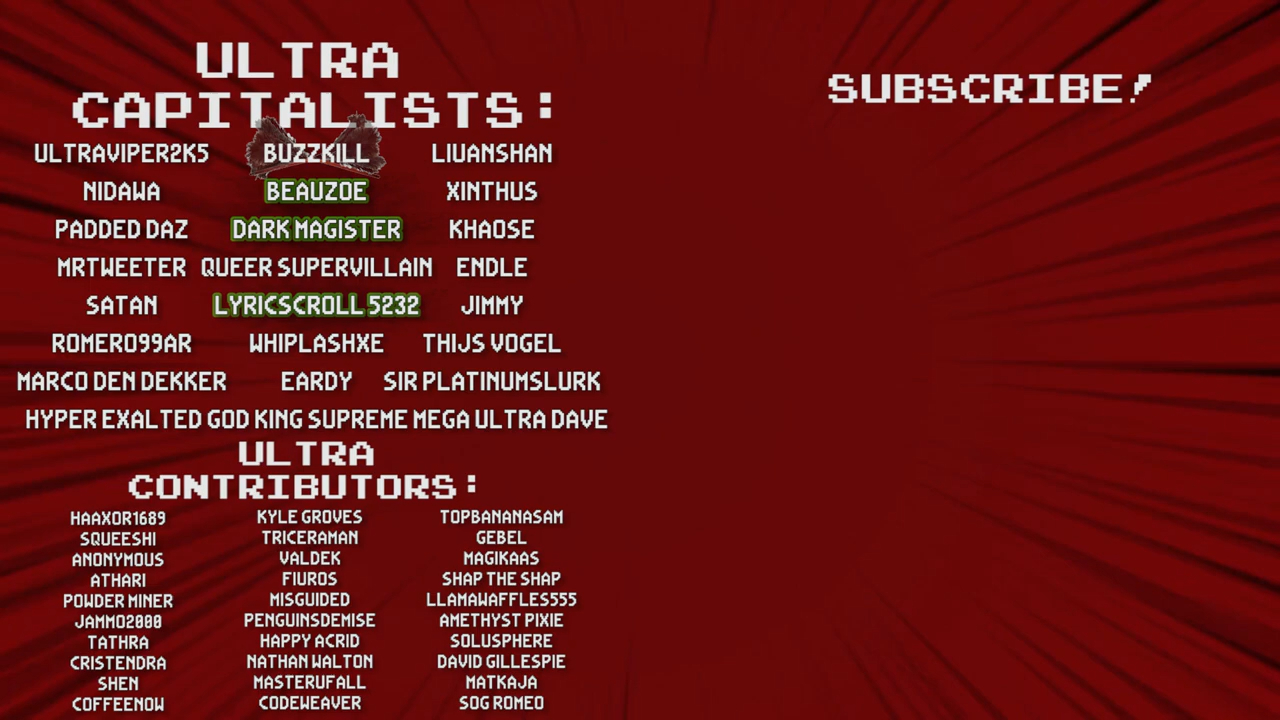 ULTRA
CAPITALISTS:
SUBSCRIBE!
ULTRAVIPER2K5 BUZZKILL LIUANSHAN
NIDAWA BEAUZOE XINTHUS
PADDED DAZ DARK MAGISTER KHAOSE
MRTWEETER QUEER SUPERVILLAIN ENDLE
SATAN LYRICSCROLL 5232 JIMMY
ROMERO99AR WHIPLASHXE THIJS VOGEL
MARCO DEN DEKKER EARDY SIR PLATINUMSLURK
HYPER EXALTED GOD KING SUPREME MEGA ULTRA DAVE
ULTRA
CONTRIBUTORS:
HAAXOR1689 KYLE GROVES TOPBANANASAM
SQUEESHI TRICERAMAN GEBEL
ANONYMOUS VALDEK MAGIKAAS
ATHARI FIUROS SHAP THE SHAP
POWDER MINER MISGUIDED LLAMAWAFFLES555
JAMMO2000 PENGUINSDEMISE AMETHYST PIXIE
TATHRA HAPPY ACRID SOLUSPHERE
CRISTENDRA NATHAN WALTON DAVID GILLESPIE
SHEN MASTERUFALL MATKAJA
COFFEENOW CODEWEAVER SOG ROMEO